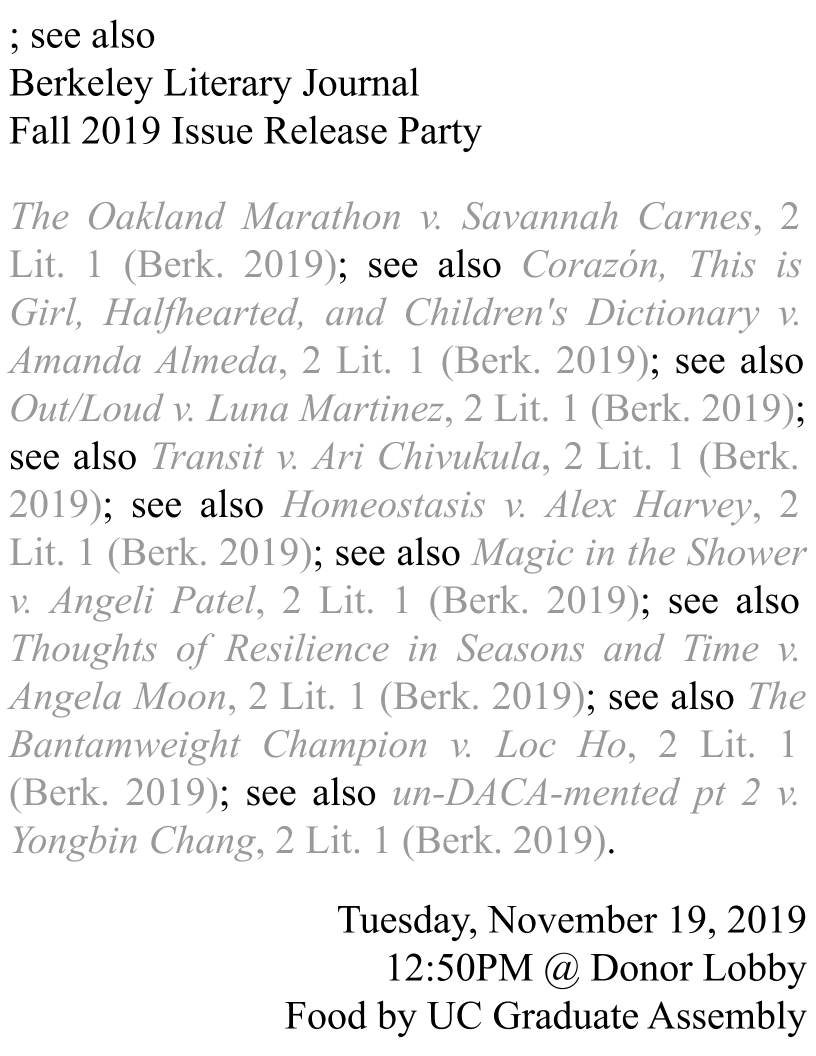 ; see also
Berkeley Literary Journal
Fall 2019 Issue Release Party
The Oakland Marathon v. Savannah Carnes, 2
Lit. 1 (Berk. 2019); see also Corazón, This is
Girl, Halfhearted, and Children's Dictionary v.
Amanda Almeda, 2 Lit. 1 (Berk. 2019); see also
Out/Loud v. Luna Martinez, 2 Lit. 1 (Berk. 2019);
see also Transit v. Ari Chivukula, 2 Lit. 1 (Berk.
2019); see also Homeostasis v. Alex Harvey, 2
Lit. 1 (Berk. 2019); see also Magic in the Shower
v. Angeli Patel, 2 Lit. 1 (Berk. 2019); see also
Thoughts of Resilience in Seasons and Time v.
Angela Moon, 2 Lit. 1 (Berk. 2019); see also The
Bantamweight Champion v. Loc Ho, 2 Lit. 1
(Berk. 2019); see also un-DACA-mented pt 2 v.
Yongbin Chang, 2 Lit. 1 (Berk. 2019).
Tuesday, November 19, 2019
12:50PM @ Donor Lobby
Food by UC Graduate Assembly